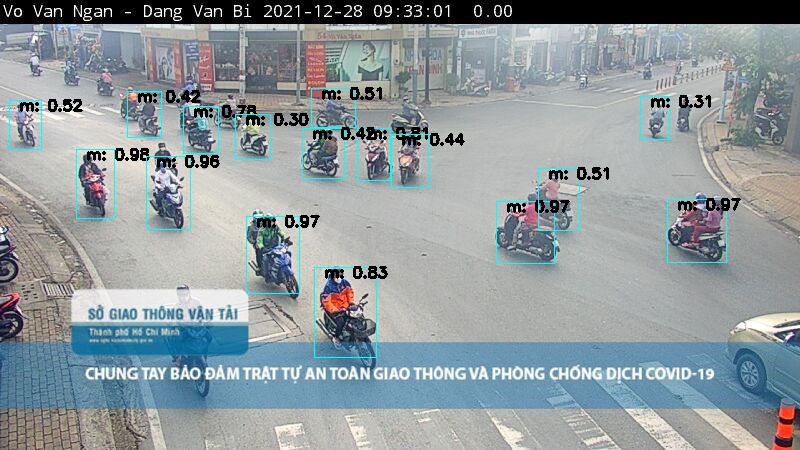 Vo Van Ngan - Dang Van Bi 2021-12-28 09:33:01 0.00
m: 0.52
m: 0.42
m: 0.78
m: 0.30
m: 0.51
m: 0.42
m: 0.44
m: 0.31
m: 0.98
m: 0.96
m: 0.51
m: 0.97
m: 0.97
m: 0.97
m: 0.83
SỞ GIAO THÔNG VẬN TẢI
Thành phố Hồ Chí Minh
CHUNG TAY BẢO ĐẢM TRẬT TỰ AN TOÀN GIAO THÔNG VÀ PHÒNG CHỐNG DỊCH COVID-19